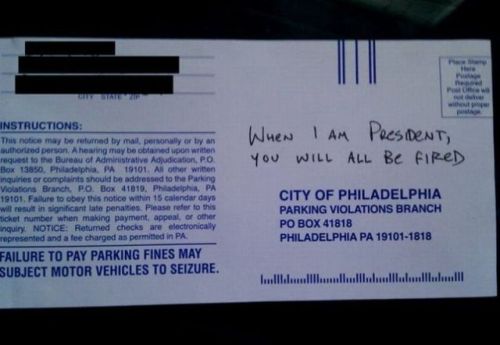 CITY STATE ZIP
INSTRUCTIONS:
This notice may be returned by mail, personally or by an
authorized person. A hearing may be obtained upon written
request to the Bureau of Administrative Adjudication, P.O.
Box 13850, Philadelphia, PA 19101. All other written
inquiries or complaints should be addressed to the Parking
Violations Branch, P.O. Box 41819, Philadelphia, PA
19101. Failure to obey this notice within 15 calendar days
will result in significant late penalties. Please refer to this
ticket number when making payment, appeal, or other
inquiry. NOTICE: Returned checks are electronically
represented and a fee charged as permitted in PA.
FAILURE TO PAY PARKING FINES MAY
SUBJECT MOTOR VEHICLES TO SEIZURE.
Place Stamp
Here
Postage
Required
Post Office will
not deliver
without proper
postage.
WHEN I AM PRESIDENT,
YOU WILL ALL BE FIRED
CITY OF PHILADELPHIA
PARKING VIOLATIONS BRANCH
PO BOX 41818
PHILADELPHIA PA 19101-1818